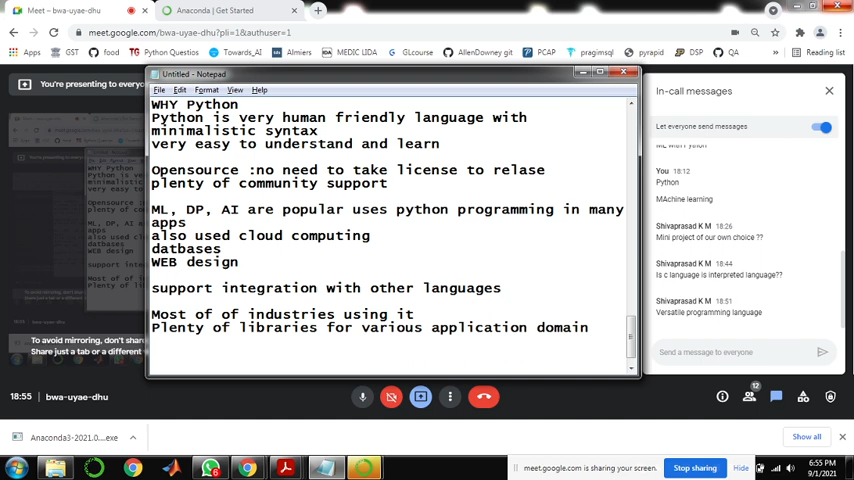 Meet – bwa-uyae-dhu
Anaconda | Get Started
meet.google.com/bwa-uyae-dhu?pli=1&authuser=1
Apps
GST
food
Python Questions
Towards_AI
Almiers
MEDIC LIDA
GLcourse
AllenDowney git
PCAP
pragimsql
pyrapid
DSP
QA
Reading list
You're presenting to everyo
Untitled - Notepad
File Edit Format View Help
WHY Python
Python is very human friendly language with
minimalistic syntax
very easy to understand and learn
Opensource :no need to take license to relase
plenty of community support
ML, DP, AI are popular uses python programming in many
apps
also used cloud computing
datbases
WEB design
support integration with other languages
Most of of industries using it
Plenty of libraries for various application domain
To avoid mirroring, don't shar
Share just a tab or a different
In-call messages
Let everyone send messages
ML with Python
You 18:12
Python
MAchine learning
Shivaprasad K M 18:26
Mini project of our own choice ??
Shivaprasad K M 18:44
Is c language is interpreted language??
Shivaprasad K M 18:51
Versatile programming language
Send a message to everyone
18:55 bwa-uyae-dhu
12
Anaconda3-2021.0....exe
Show all
meet.google.com is sharing your screen.
Stop sharing
Hide
6:55 PM
9/1/2021